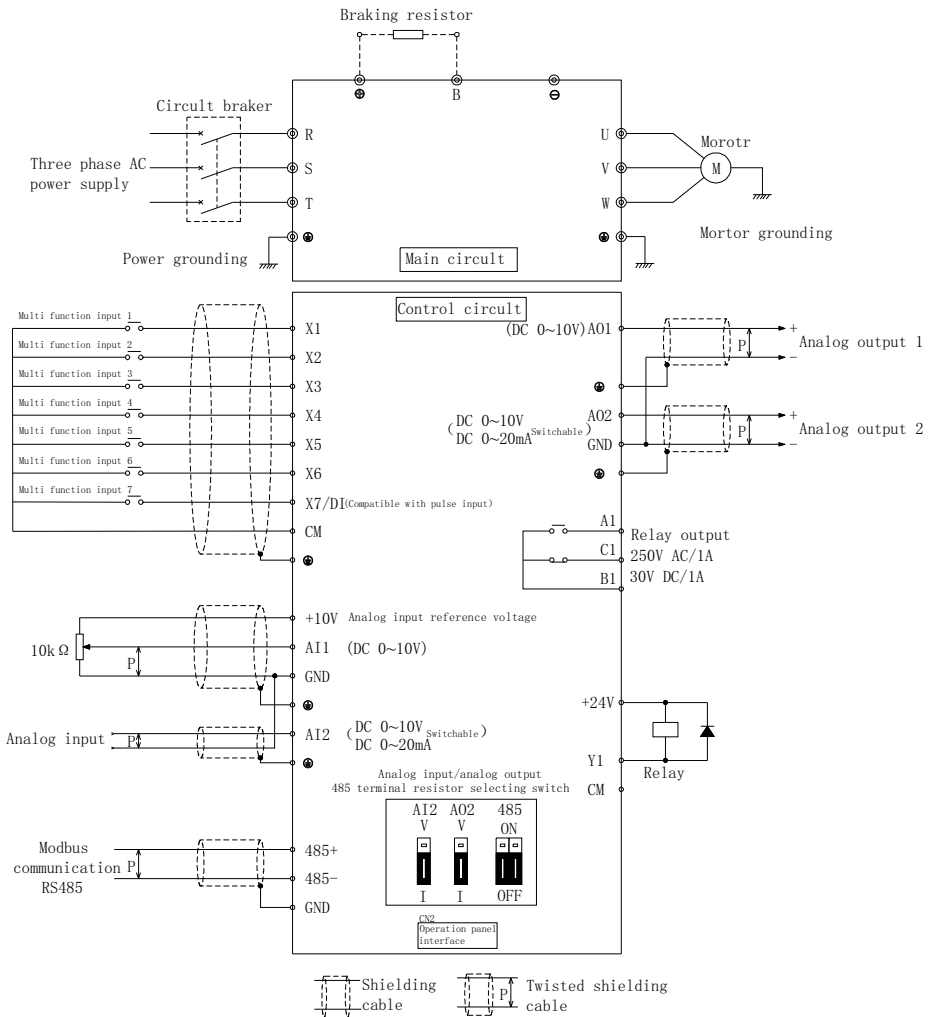 Braking resistor
B
Circult braker
R
S
T
Three phase AC
power supply
Power grounding
U
V
W
Morotr
M
Mortor grounding
Main circult
Control circult
Multi function input 1
Multi function input 2
Multi function input 3
Multi function input 4
Multi function input 5
Multi function input 6
Multi function input 7
X1
X2
X3
X4
X5
X6
X7/DI(Compatible with pulse input)
CM
(DC 0~10V)AO1
P
+
-
Analog output 1
AO2
(DC 0~10V
DC 0~20mA Switchable)
GND
P
+
-
Analog output 2
A1
C1
B1
Relay output
250V AC/1A
30V DC/1A
+10V Analog input reference voltage
10kΩ
P
AI1 (DC 0~10V)
GND
Analog input
P
AI2 (DC 0~10V
DC 0~20mA Switchable)
+24V
Y1
Relay
CM
Analog input/analog output
485 terminal resistor selecting switch
AI2 AO2 485
V V ON
I I OFF
Modbus
communication
RS485
P
485+
485-
GND
CN2
Operation panel
interface
Shielding
cable
P
Twisted shielding
cable